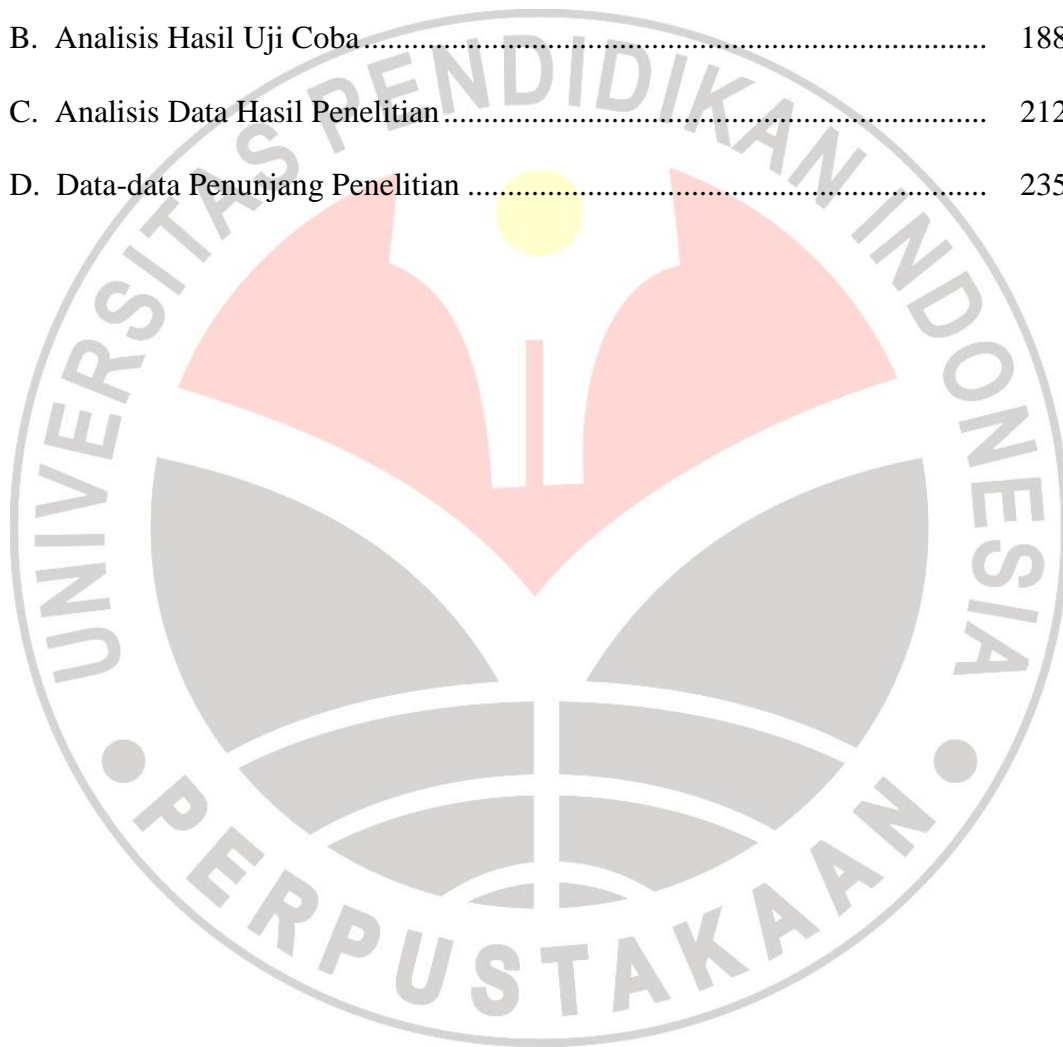 B. Analisis Hasil Uji Coba ................................................................................ 188
C. Analisis Data Hasil Penelitian .................................................................... 212
D. Data-data Penunjang Penelitian ................................................................. 235
UNIVERSITAS PENDIDIKAN INDONESIA
PERPUSTAKAAN